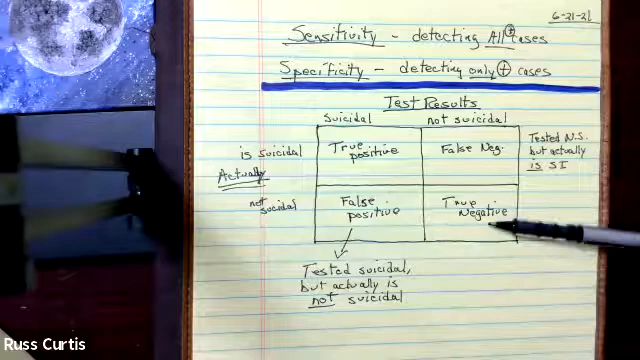 6-21-21
Sensitivity - detecting All ⊕ cases
Specificity - detecting only ⊕ cases
Test Results
suicidal not suicidal
is suicidal
Actually
not suicidal
True positive
False Neg.
Tested N.S.
but actually
is SI
False positive
True Negative
Tested suicidal,
but actually is
not suicidal
Russ Curtis